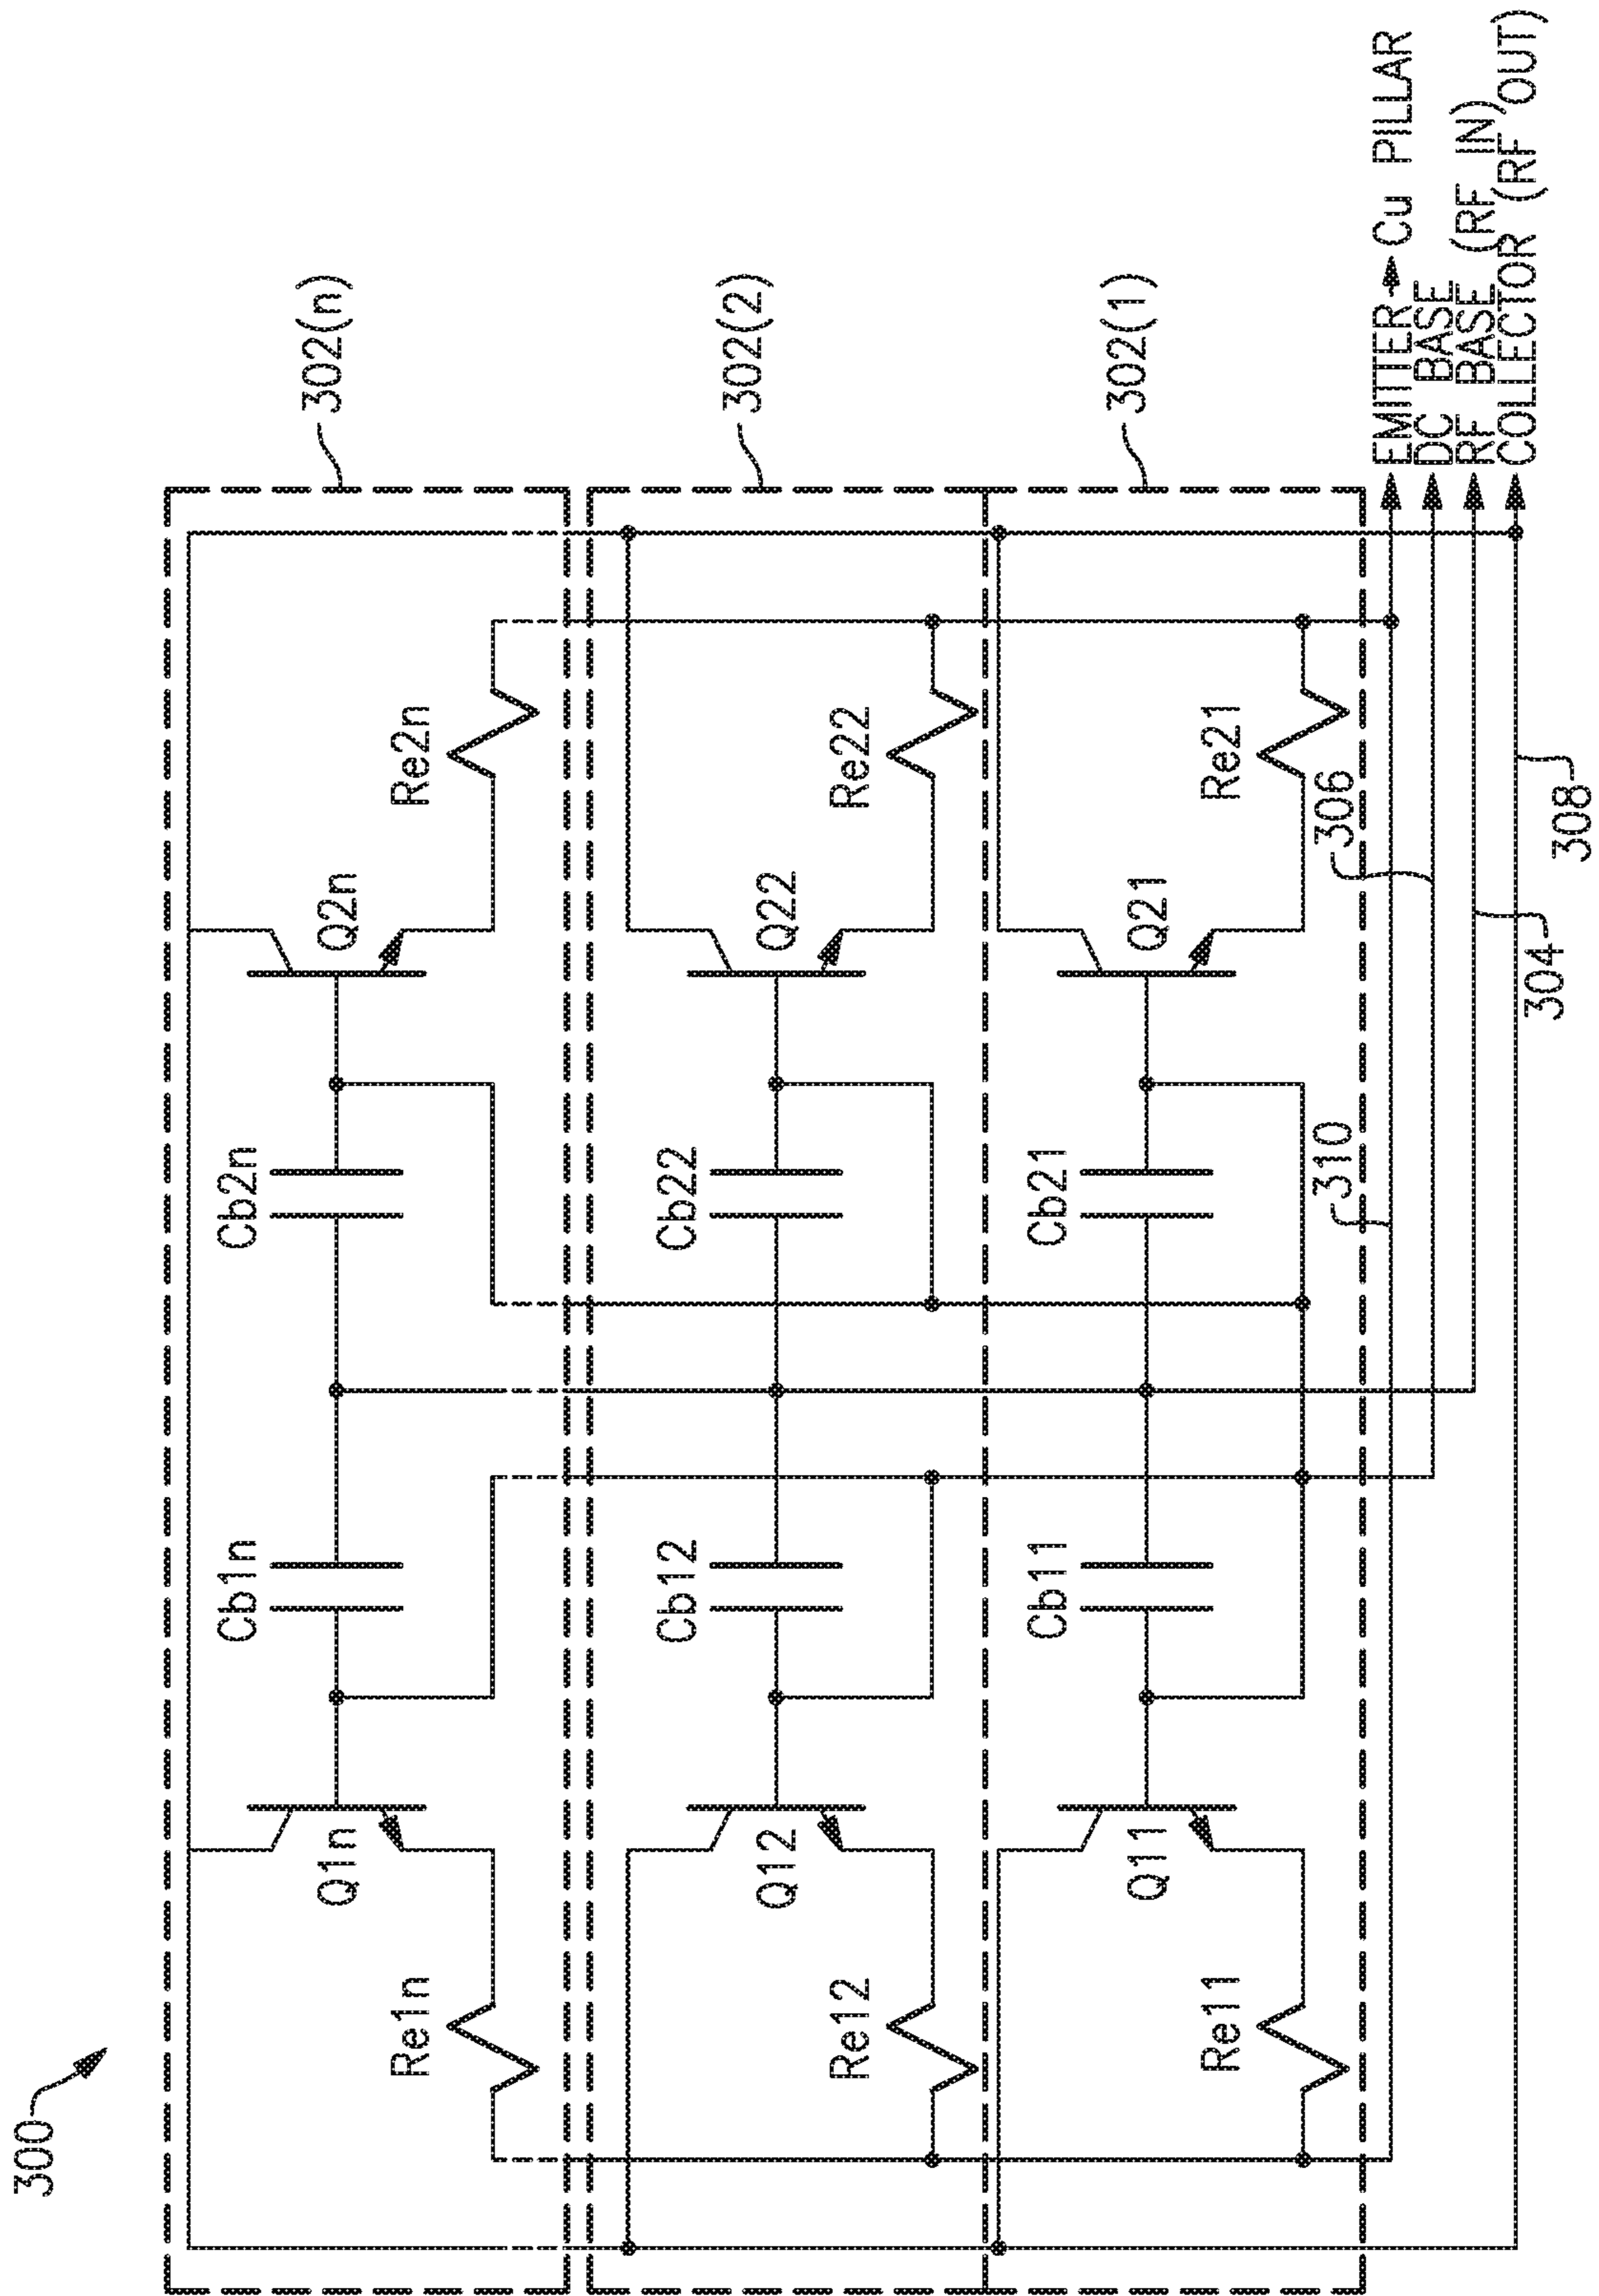 300
302(n)
302(2)
302(1)
Cb1n
Cb2n
Q1n
Q2n
Re1n
Re2n
Cb12
Cb22
Q12
Q22
Re12
Re22
Cb11
Cb21
Q11
Q21
Re11
Re21
310
306
304
308
EMITTER Cu PILLAR
DC BASE
RF BASE (RF IN)
COLLECTOR (RF OUT)